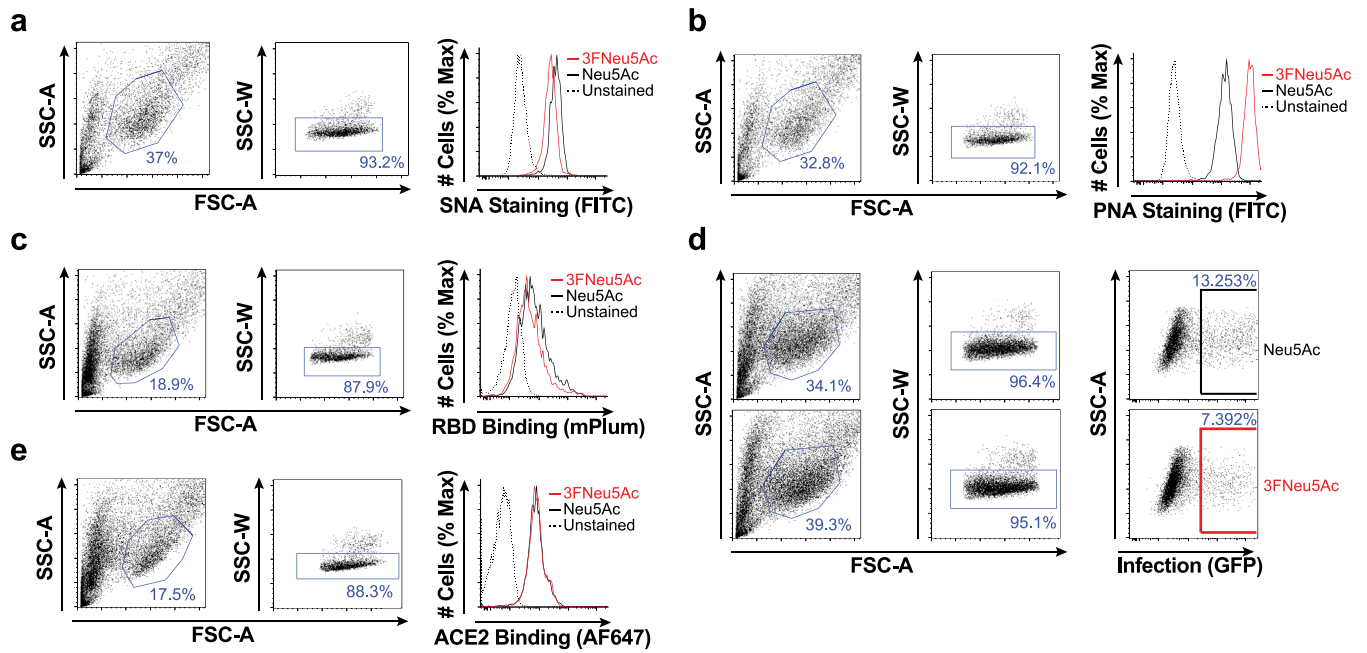 a
SSC-A
37%
SSC-W
93.2%
FSC-A
# Cells (% Max)
3FNeu5Ac
Neu5Ac
Unstained
SNA Staining (FITC)
b
SSC-A
32.8%
SSC-W
92.1%
FSC-A
# Cells (% Max)
3FNeu5Ac
Neu5Ac
Unstained
PNA Staining (FITC)
c
SSC-A
18.9%
SSC-W
87.9%
FSC-A
# Cells (% Max)
3FNeu5Ac
Neu5Ac
Unstained
RBD Binding (mPlum)
d
SSC-A
34.1%
SSC-W
96.4%
SSC-A
13.253%
Neu5Ac
SSC-A
39.3%
SSC-W
95.1%
SSC-A
7.392%
3FNeu5Ac
FSC-A
Infection (GFP)
e
SSC-A
17.5%
SSC-W
88.3%
FSC-A
# Cells (% Max)
3FNeu5Ac
Neu5Ac
Unstained
ACE2 Binding (AF647)